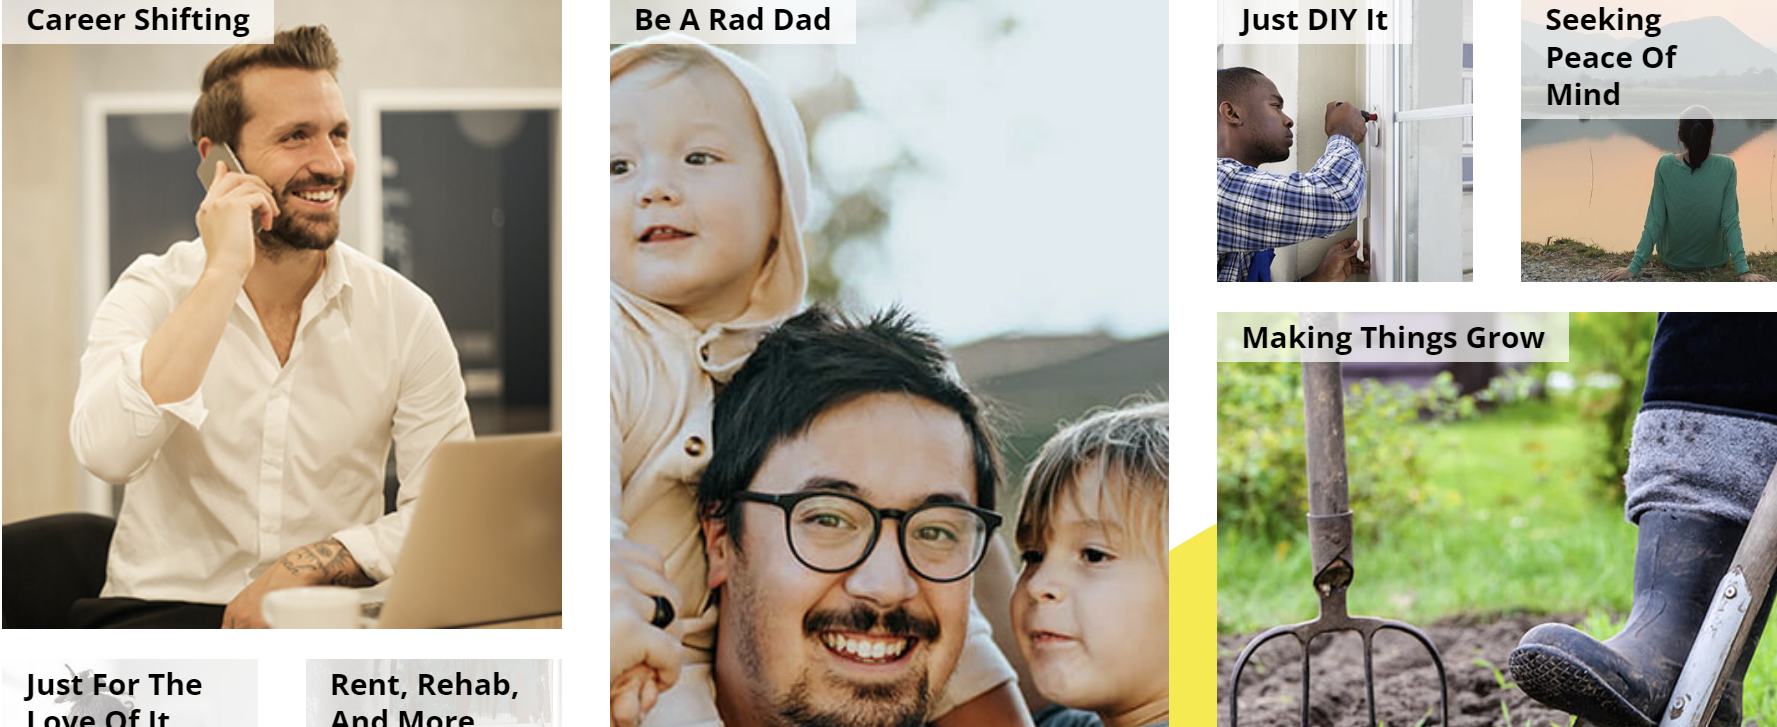 Career Shifting
Be A Rad Dad
Just DIY It
Seeking
Peace Of
Mind
Making Things Grow
Just For The
Love Of It
Rent, Rehab,
And More